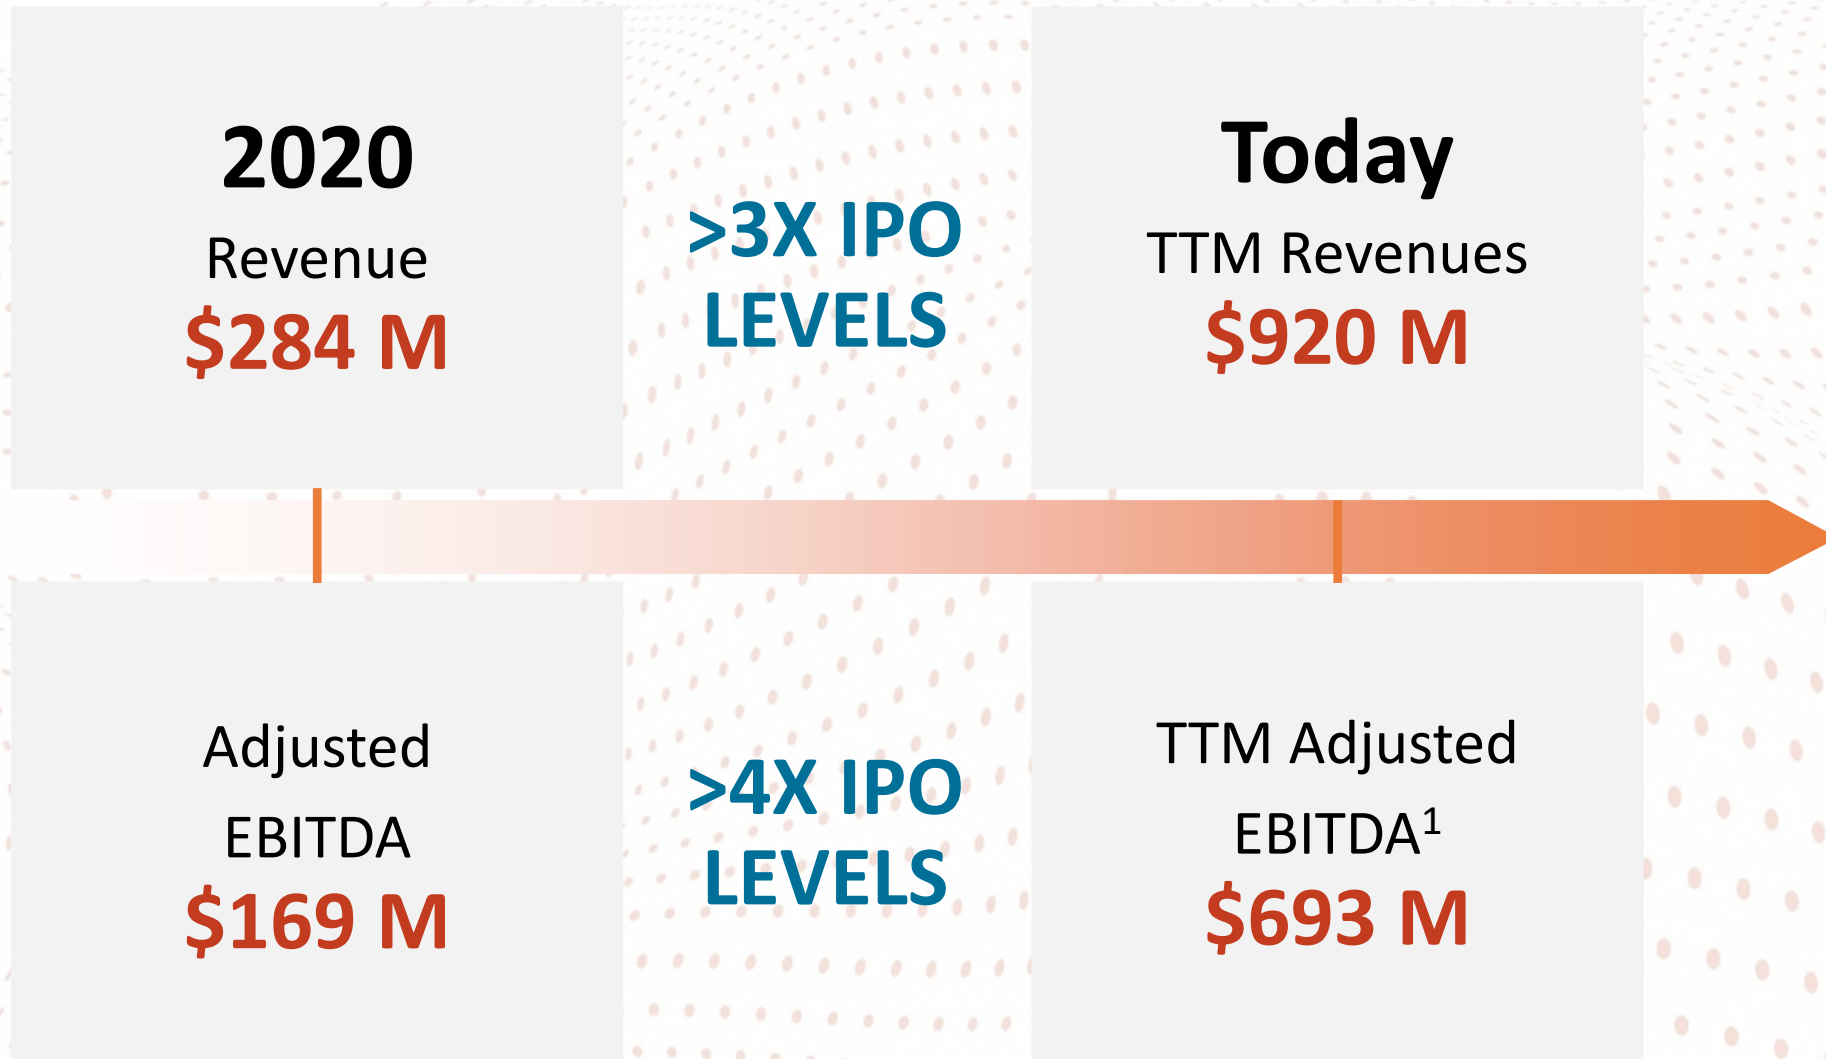 2020
Revenue
$284 M
>3X IPO
LEVELS
Today
TTM Revenues
$920 M
Adjusted
EBITDA
$169 M
>4X IPO
LEVELS
TTM Adjusted
EBITDA¹
$693 M